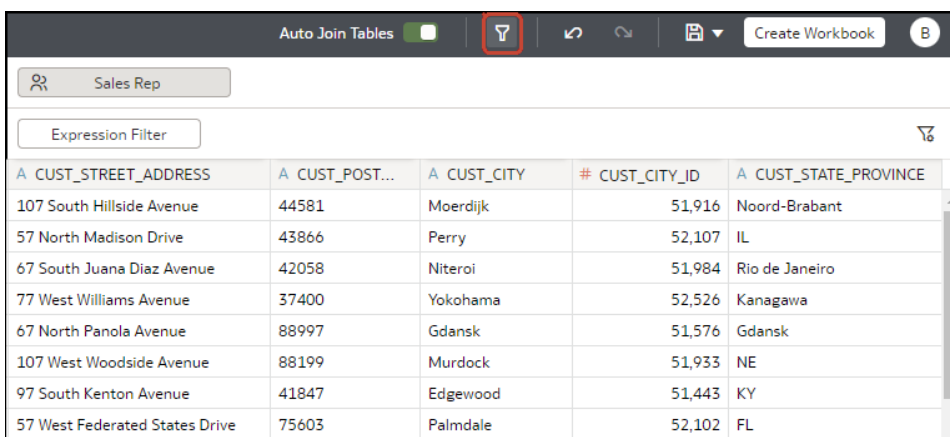 Auto Join Tables Create Workbook B
Sales Rep
Expression Filter
A CUST_STREET_ADDRESS A CUST_POST... A CUST_CITY # CUST_CITY_ID A CUST_STATE_PROVINCE
107 South Hillside Avenue 44581 Moerdijk 51,916 Noord-Brabant
57 North Madison Drive 43866 Perry 52,107 IL
67 South Juana Diaz Avenue 42058 Niteroi 51,984 Rio de Janeiro
77 West Williams Avenue 37400 Yokohama 52,526 Kanagawa
67 North Panola Avenue 88997 Gdansk 51,576 Gdansk
107 West Woodside Avenue 88199 Murdock 51,933 NE
97 South Kenton Avenue 41847 Edgewood 51,443 KY
57 West Federated States Drive 75603 Palmdale 52,102 FL